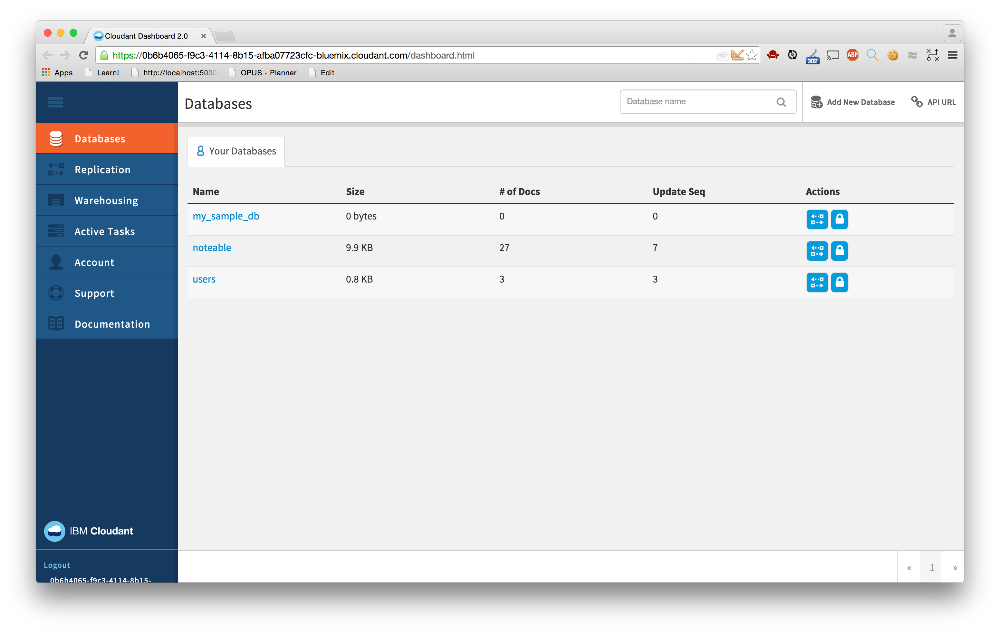 Cloudant Dashboard 2.0
https://0b6b4065-f9c3-4114-8b15-afba07723cfc-bluemix.cloudant.com/dashboard.html
302
ABP
Apps
Learn!
http://localhost:5000
OPUS - Planner
Edit
Databases
Database name
Add New Database
API URL
Databases
Replication
Warehousing
Active Tasks
Account
Support
Documentation
Your Databases
Name Size # of Docs Update Seq Actions
my_sample_db 0 bytes 0 0
noteable 9.9 KB 27 7
users 0.8 KB 3 3
IBM Cloudant
Logout
0b6b4065-f9c3-4114-8b15-
« 1 »